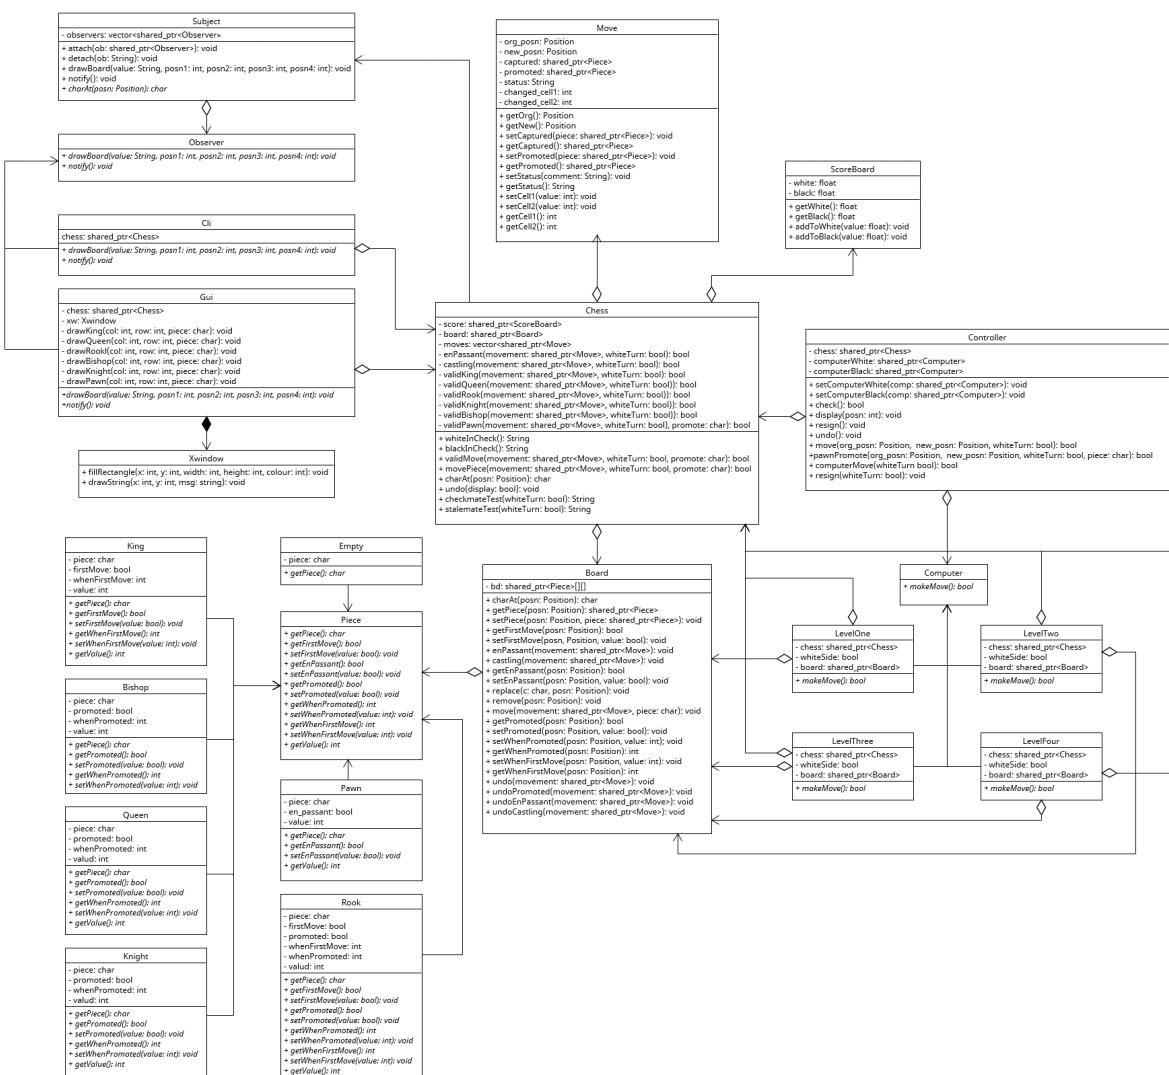 Subject
- observers: vector<shared_ptr<Observer»
+ attach(ob: shared_ptr<Observer>): void
+ detach(ob: String): void
+ drawBoard(value: String, posn1: int, posn2: int, posn3: int, posn4: int): void
+ notify(): void
+ charAt(posn: Position): char
Observer
+ drawBoard(value: String, posn1: int, posn2: int, posn3: int, posn4: int): void
+ notify(): void
Cli
chess: shared_ptr<Chess>
+ drawBoard(value: String, posn1: int, posn2: int, posn3: int, posn4: int): void
+ notify(): void
Gui
- chess: shared_ptr<Chess>
- xw: Xwindow
- drawKing(col: int, row: int, piece: char): void
- drawQueen(col: int, row: int, piece: char): void
- drawRookl(col: int, row: int, piece: char): void
- drawBishop(col: int, row: int, piece: char): void
- drawKnight(col: int, row: int, piece: char): void
- drawPawn(col: int, row: int, piece: char): void
+drawBoard(value: String, posn1: int, posn2: int, posn3: int, posn4: int): void
+notify(): void
Xwindow
+ fillRectangle(x: int, y: int, width: int, height: int, colour: int): void
+ drawString(x: int, y: int, msg: string): void
Move
- org_posn: Position
- new_posn: Position
- captured: shared_ptr<Piece>
- promoted: shared_ptr<Piece>
- status: String
- changed_cell1: int
- changed_cell2: int
+ getOrg(): Position
+ getNew(): Position
+ setCaptured(piece: shared_ptr<Piece>): void
+ getCaptured(): shared_ptr<Piece>
+ setPromoted(piece: shared_ptr<Piece>): void
+ getPromoted(): shared_ptr<Piece>
+ setStatus(comment: String): void
+ getStatus(): String
+ setCell1(value: int): void
+ setCell2(value: int): void
+ getCell1(): int
+ getCell2(): int
ScoreBoard
- white: float
- black: float
+ getWhite(): float
+ getBlack(): float
+ addToWhite(value: float): void
+ addToBlack(value: float): void
Chess
- score: shared_ptr<ScoreBoard>
- board: shared_ptr<Board>
- moves: vector<shared_ptr<Move>
- enPassant(movement: shared_ptr<Move>, whiteTurn: bool): bool
- castling(movement: shared_ptr<Move>, whiteTurn: bool): bool
- validKing(movement: shared_ptr<Move>, whiteTurn: bool): bool
- validQueen(movement: shared_ptr<Move>, whiteTurn: bool)): bool
- validRook(movement: shared_ptr<Move>, whiteTurn: bool)): bool
- validKnight(movement: shared_ptr<Move>, whiteTurn: bool)): bool
- validBishop(movement: shared_ptr<Move>, whiteTurn: bool)): bool
- validPawn(movement: shared_ptr<Move>, whiteTurn: bool), promote: char): bool
+ whiteInCheck(): String
+ blackInCheck(): String
+ validMove(movement: shared_ptr<Move>, whiteTurn: bool, promote: char): bool
+ movePiece(movement: shared_ptr<Move>, whiteTurn: bool, promote: char): bool
+ charAt(posn: Position): char
+ undo(display: bool): void
+ checkmateTest(whiteTurn: bool): String
+ stalemateTest(whiteTurn: bool): String
Controller
- chess: shared_ptr<Chess>
- computerWhite: shared_ptr<Computer>
- computerBlack: shared_ptr<Computer>
+ setComputerWhite(comp: shared_ptr<Computer>): void
+ setComputerBlack(comp: shared_ptr<Computer>): void
+ check(): bool
+ display(posn: int): void
+ resign(): void
+ undo(): void
+ move(org_posn: Position, new_posn: Position, whiteTurn: bool): bool
+pawnPromote(org_posn: Position, new_posn: Position, whiteTurn: bool, piece: char): bool
+ computerMove(whiteTurn bool): bool
+ resign(whiteTurn: bool): void
King
- piece: char
- firstMove: bool
- whenFirstMove: int
- value: int
+ getPiece(): char
+ getFirstMove(): bool
+ setFirstMove(value: bool): void
+ getWhenFirstMove(): int
+ setWhenFirstMove(value: int): void
+ getValue(): int
Bishop
- piece: char
- promoted: bool
- whenPromoted: int
- value: int
+ getPiece(): char
+ getPromoted(): bool
+ setPromoted(value: bool): void
+ getWhenPromoted(): int
+ setWhenPromoted(value: int): void
Queen
- piece: char
- promoted: bool
- whenPromoted: int
- valud: int
+ getPiece(): char
+ getPromoted(): bool
+ setPromoted(value: bool): void
+ getWhenPromoted(): int
+ setWhenPromoted(value: int): void
+ getValue(): int
Knight
- piece: char
- promoted: bool
- whenPromoted: int
- valud: int
+ getPiece(): char
+ getPromoted(): bool
+ setPromoted(value: bool): void
+ getWhenPromoted(): int
+ setWhenPromoted(value: int): void
+ getValue(): int
Empty
- piece: char
+ getPiece(): char
Piece
+ getPiece(): char
+ getFirstMove(): bool
+ setFirstMove(value: bool): void
+ getEnPassant(): bool
+ setEnPassant(value: bool): void
+ getPromoted(): bool
+ setPromoted(value: bool): void
+ getWhenPromoted(): int
+ setWhenPromoted(value: int): void
+ getWhenFirstMove(): int
+ setWhenFirstMove(value: int): void
+ getValue(): int
Pawn
- piece: char
- en_passant: bool
- value: int
+ getPiece(): char
+ getEnPassant(): bool
+ setEnPassant(value: bool): void
+ getValue(): int
Rook
- piece: char
- firstMove: bool
- promoted: bool
- whenFirstMove: int
- whenPromoted: int
- valud: int
+ getPiece(): char
+ getFirstMove(): bool
+ setFirstMove(value: bool): void
+ getPromoted(): bool
+ setPromoted(value: bool): void
+ getWhenPromoted(): int
+ setWhenPromoted(value: int): void
+ getWhenFirstMove(): int
+ setWhenFirstMove(value: int): void
+ getValue(): int
Board
- bd: shared_ptr<Piece>[][]
+ charAt(posn: Position): char
+ getPiece(posn: Position): shared_ptr<Piece>
+ setPiece(posn: Position, piece: shared_ptr<Piece>): void
+ getFirstMove(posn: Position): bool
+ setFirstMove(posn, Position, value: bool): void
+ enPassant(movement: shared_ptr<Move>): void
+ castling(movement: shared_ptr<Move>): void
+ getEnPassant(posn: Position): bool
+ setEnPassant(posn: Position, value: bool): void
+ replace(c: char, posn: Position): void
+ remove(posn: Position): void
+ move(movement: shared_ptr<Move>, piece: char): void
+ getPromoted(posn: Position): bool
+ setPromoted(posn: Position, value: bool): void
+ setWhenPromoted(posn: Position, value: int); void
+ getWhenPromoted(posn: Position): int
+ setWhenFirstMove(posn: Position, value: int): void
+ getWhenFirstMove(posn: Position): int
+ undo(movement: shared_ptr<Move>): void
+ undoPromoted(movement: shared_ptr<Move>): void
+ undoEnPassant(movement: shared_ptr<Move>): void
+ undoCastling(movement: shared_ptr<Move>): void
Computer
+ makeMove(): bool
LevelOne
- chess: shared_ptr<Chess>
- whiteSide: bool
- board: shared_ptr<Board>
+ makeMove(): bool
LevelTwo
- chess: shared_ptr<Chess>
- whiteSide: bool
- board: shared_ptr<Board>
+ makeMove(): bool
LevelThree
- chess: shared_ptr<Chess>
- whiteSide: bool
- board: shared_ptr<Board>
+ makeMove(): bool
LevelFour
- chess: shared_ptr<Chess>
- whiteSide: bool
- board: shared_ptr<Board>
+ makeMove(): bool